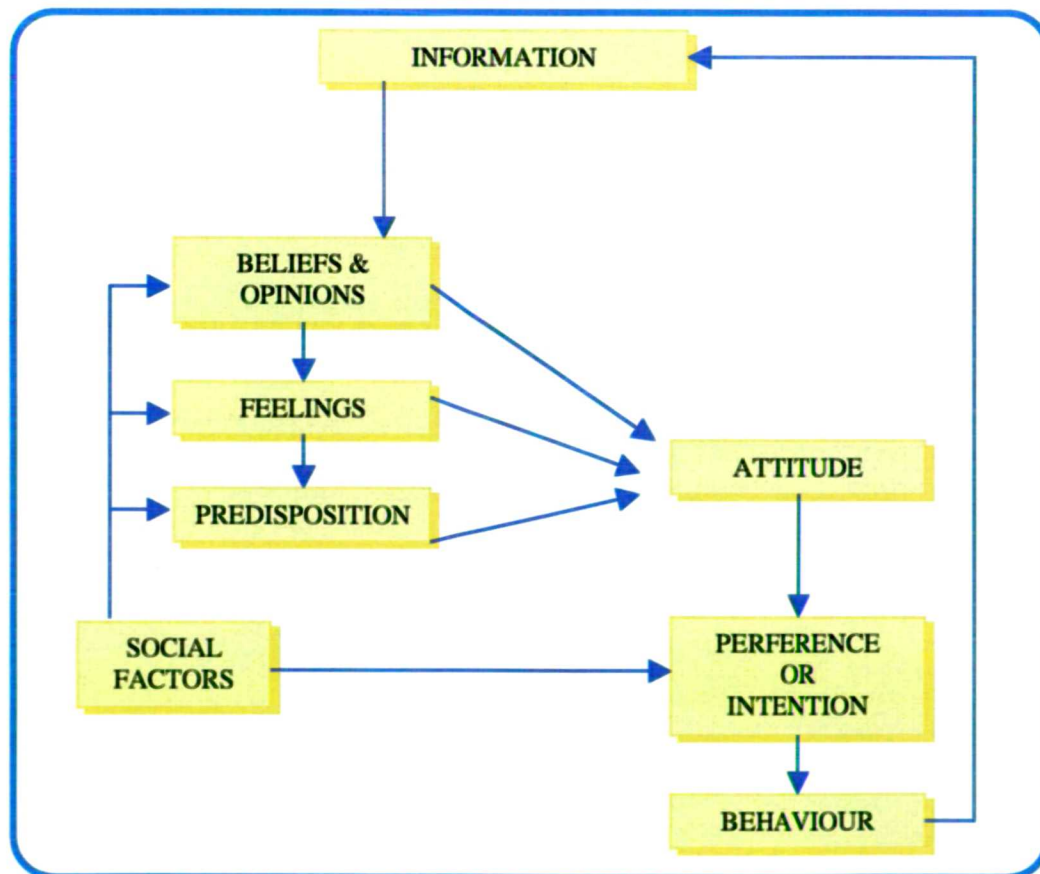 INFORMATION
BELIEFS &
OPINIONS
FEELINGS
PREDISPOSITION
ATTITUDE
SOCIAL
FACTORS
PERFERENCE
OR
INTENTION
BEHAVIOUR